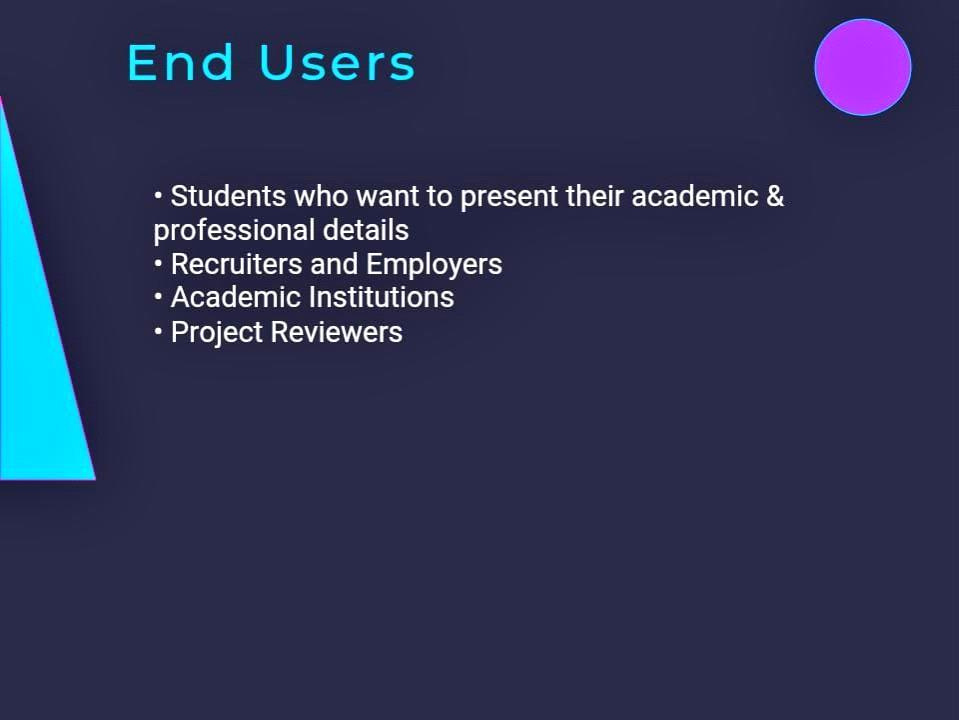 End Users
• Students who want to present their academic &
professional details
• Recruiters and Employers
• Academic Institutions
• Project Reviewers